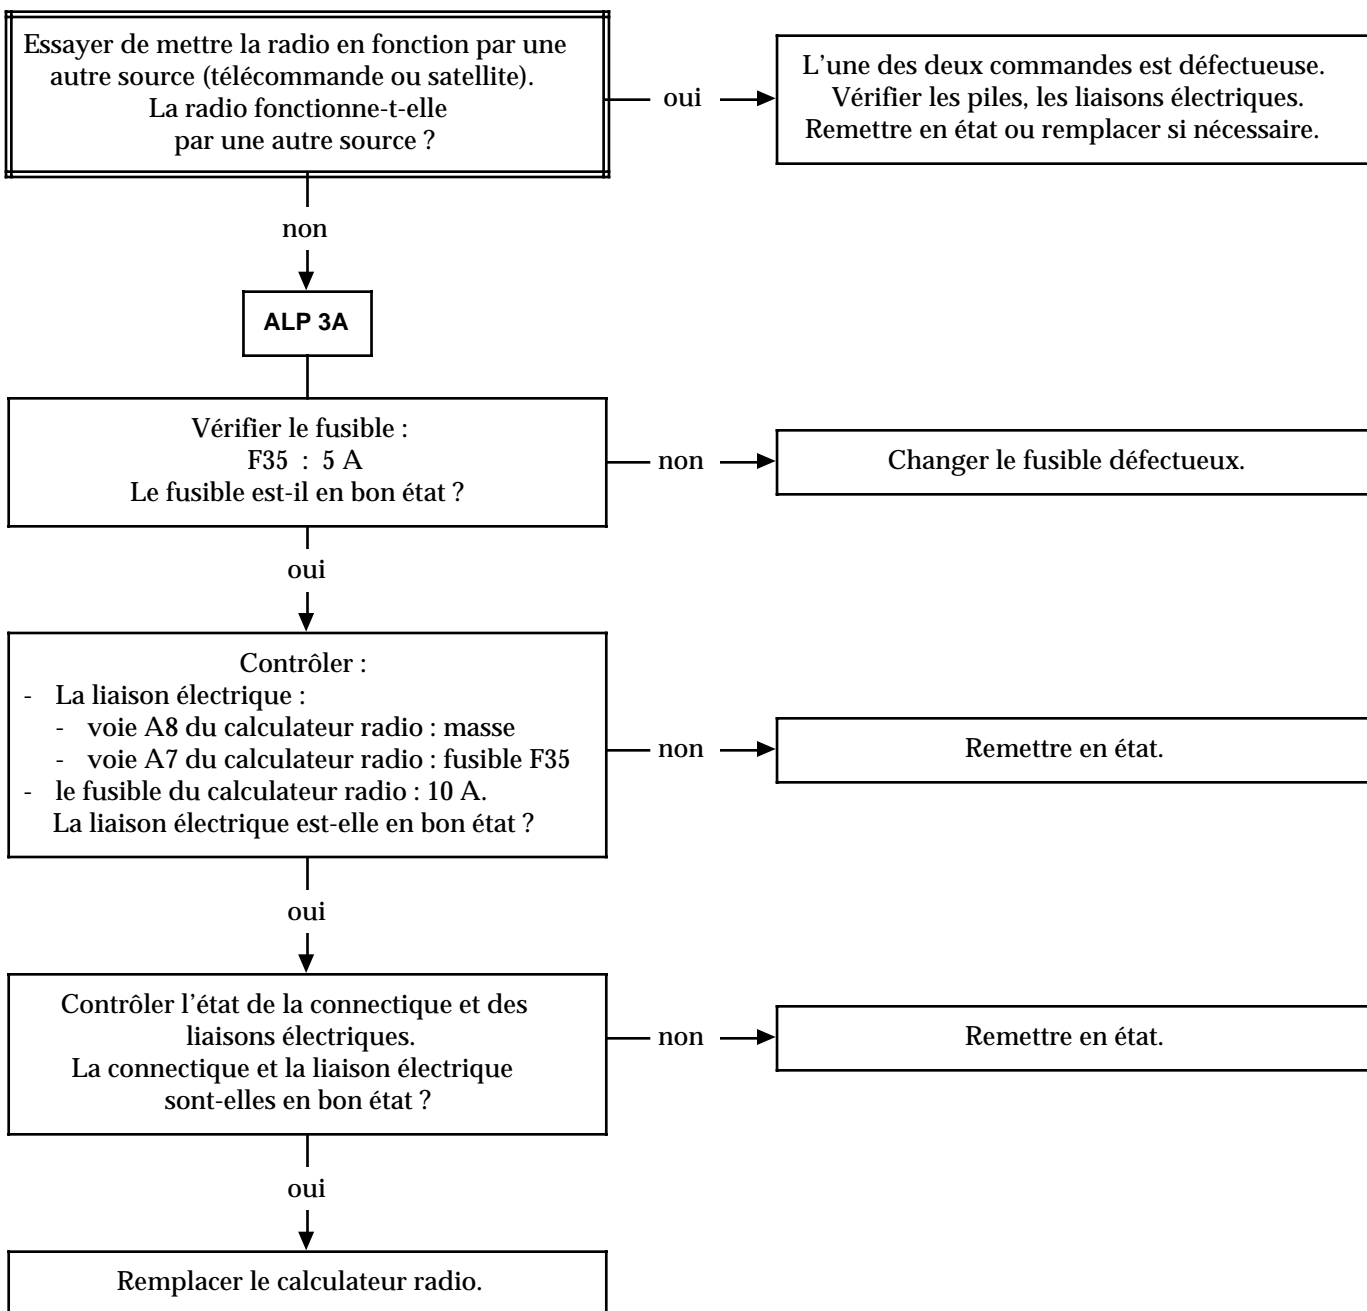 Essayer de mettre la radio en fonction par une
autre source (télécommande ou satellite).
La radio fonctionne-t-elle
par une autre source ?
oui
L'une des deux commandes est défectueuse.
Vérifier les piles, les liaisons électriques.
Remettre en état ou remplacer si nécessaire.
non
ALP 3A
Vérifier le fusible :
F35 : 5 A
Le fusible est-il en bon état ?
non
Changer le fusible défectueux.
oui
Contrôler :
- La liaison électrique :
- voie A8 du calculateur radio : masse
- voie A7 du calculateur radio : fusible F35
- le fusible du calculateur radio : 10 A.
La liaison électrique est-elle en bon état ?
non
Remettre en état.
oui
Contrôler l'état de la connectique et des
liaisons électriques.
La connectique et la liaison électrique
sont-elles en bon état ?
non
Remettre en état.
oui
Remplacer le calculateur radio.